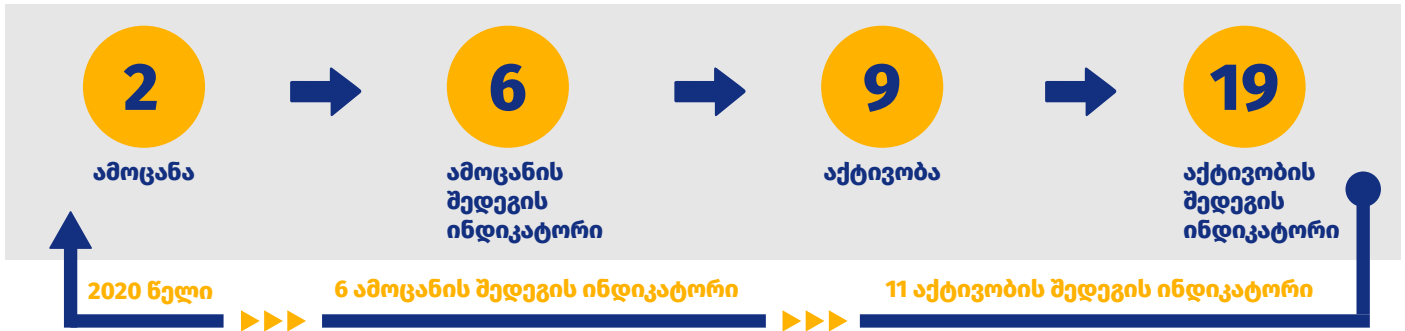 2
ამოცანა
6
ამოცანის
შედეგის
ინდიკატორი
9
აქტივობა
19
აქტივობის
შედეგის
ინდიკატორი
2020 წელი
6 ამოცანის შედეგის ინდიკატორი
11 აქტივობის შედეგის ინდიკატორი